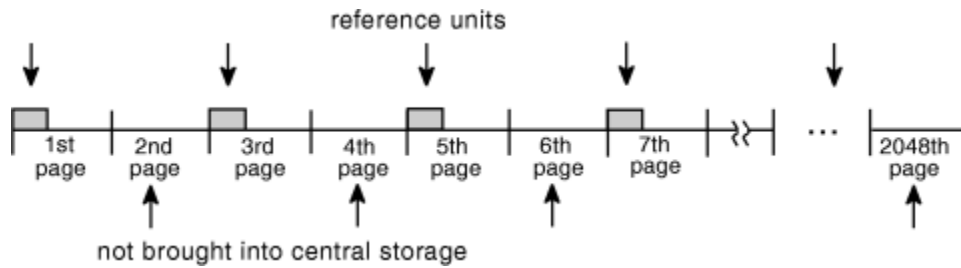 reference units
1st page
2nd page
3rd page
4th page
5th page
6th page
7th page
...
2048th page
not brought into central storage